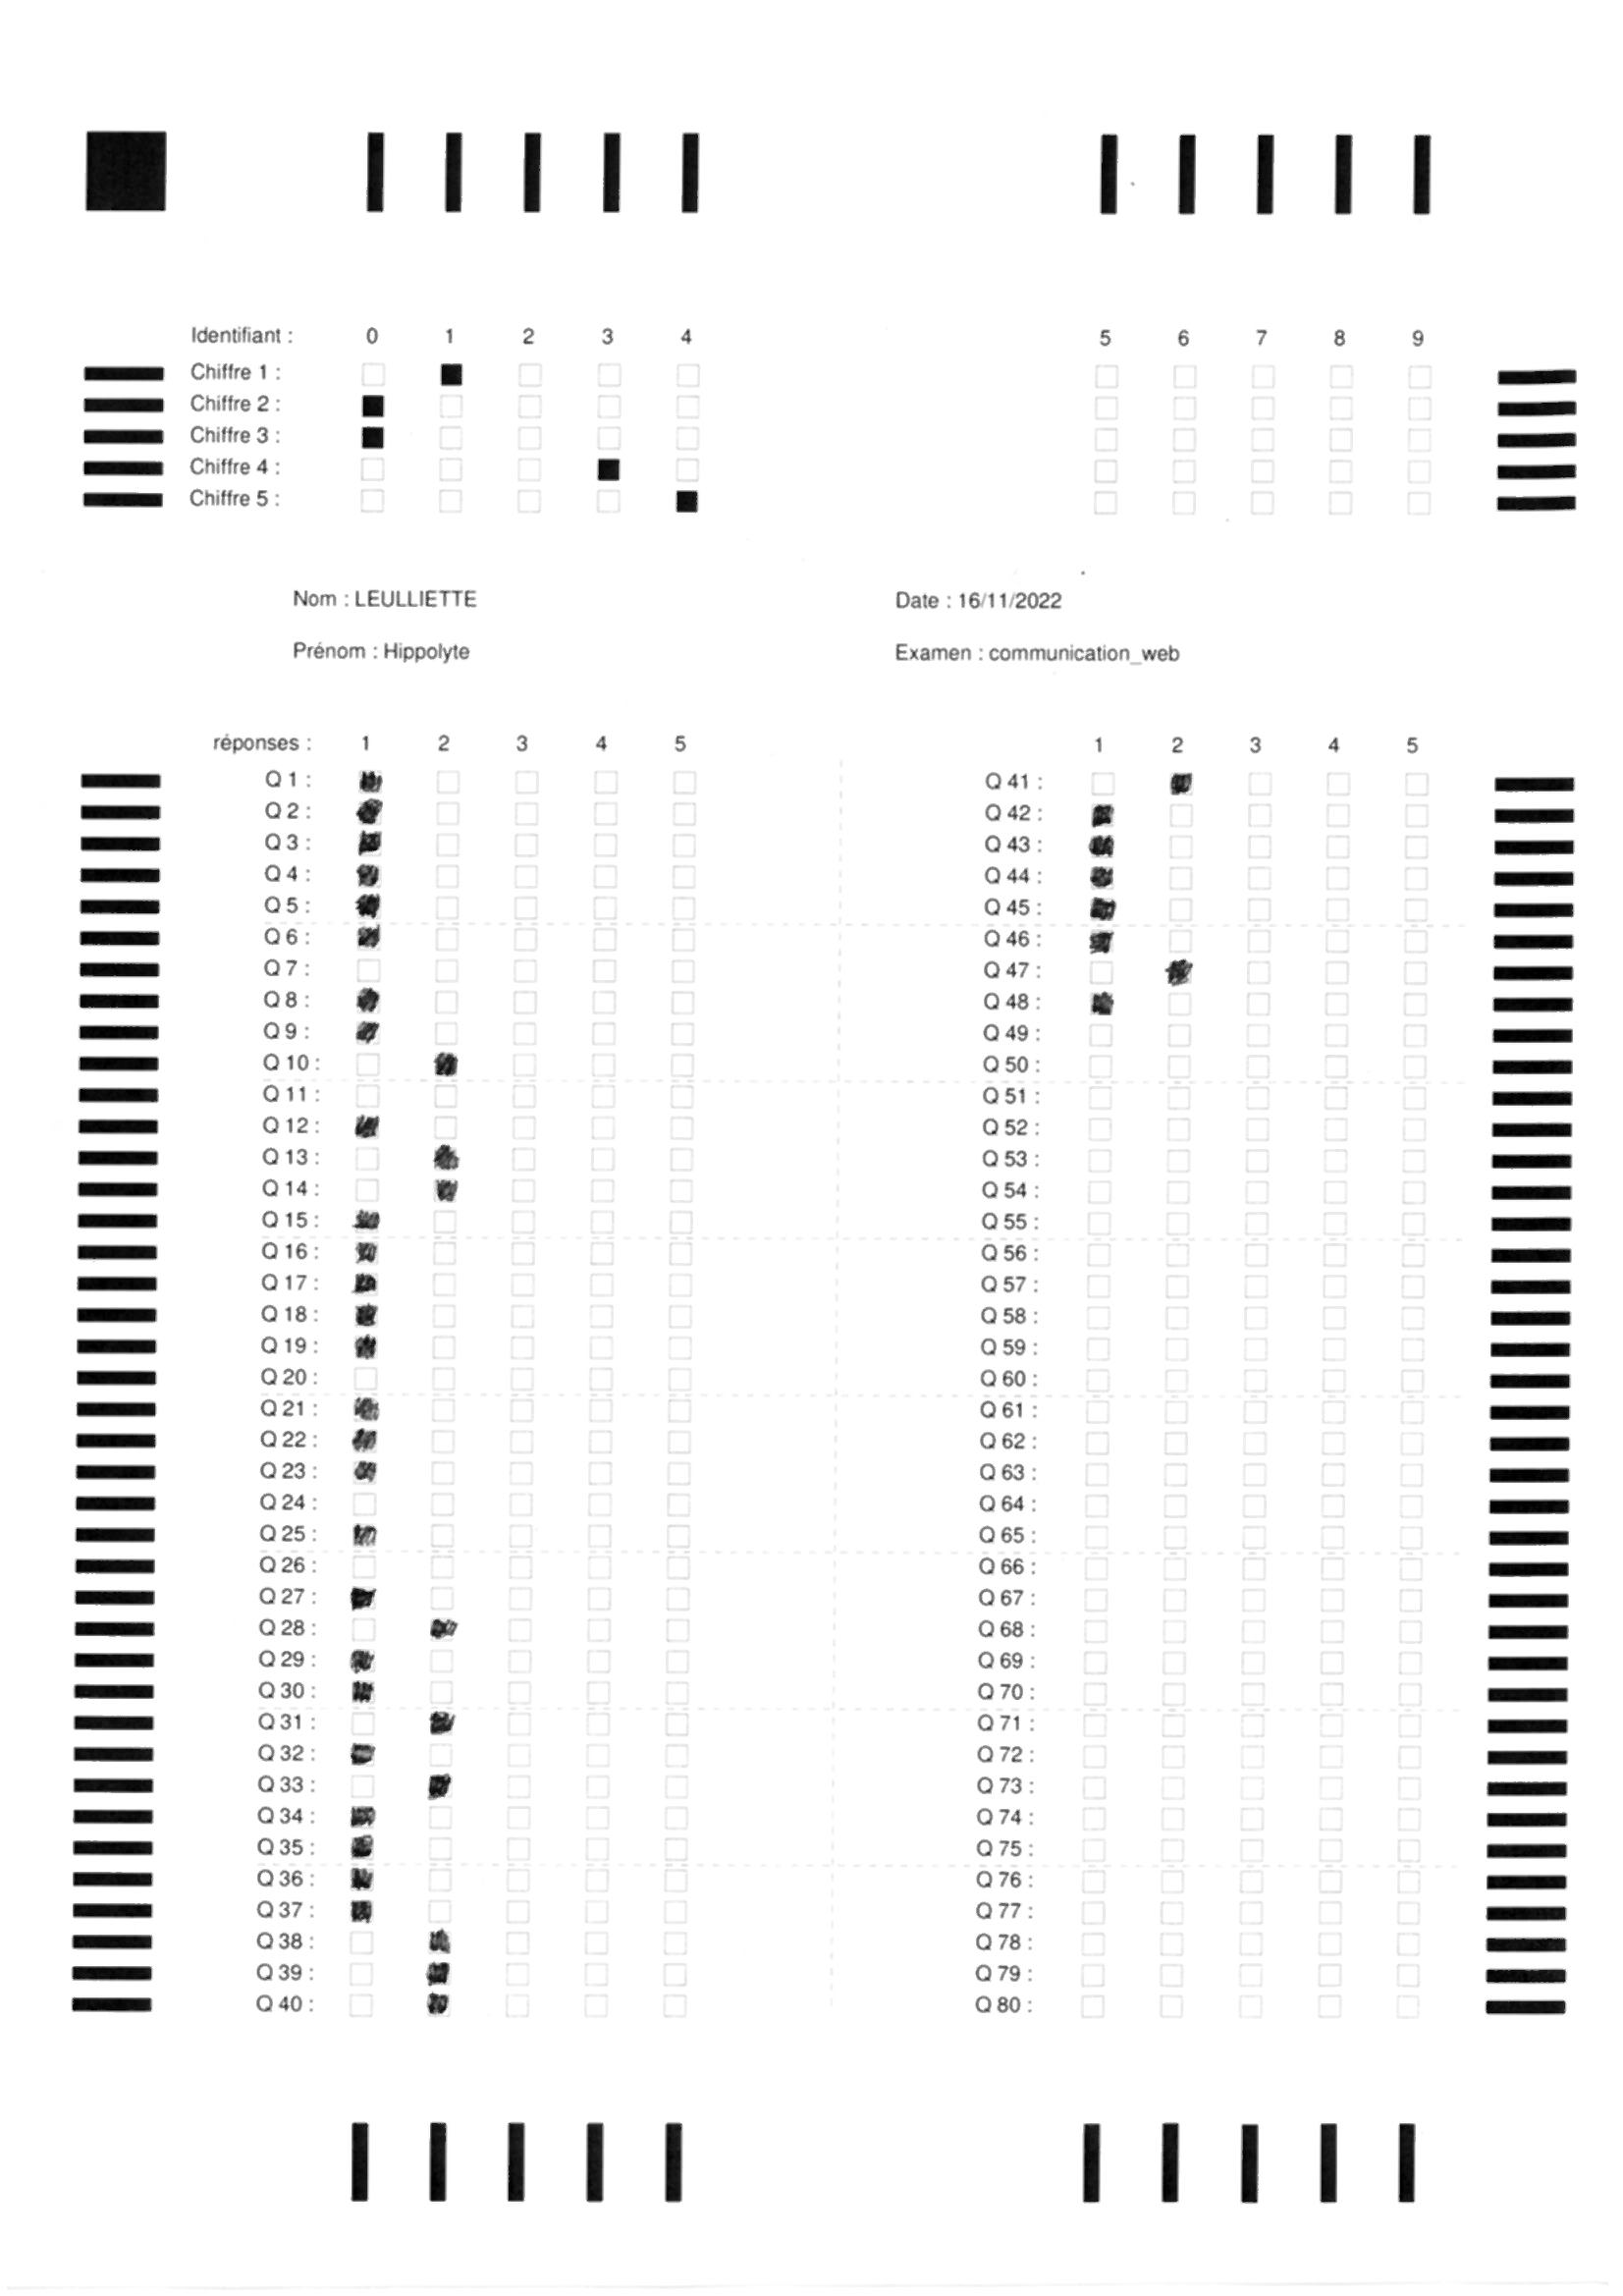 Identifiant : 0 1 2 3 4 5 6 7 8 9
Chiffre 1 :
Chiffre 2 :
Chiffre 3 :
Chiffre 4 :
Chiffre 5 :
Nom : LEULLIETTE Date : 16/11/2022
Prénom : Hippolyte Examen : communication_web
réponses : 1 2 3 4 5 1 2 3 4 5
Q 1 : Q 41 :
Q 2 : Q 42 :
Q 3 : Q 43 :
Q 4 : Q 44 :
Q 5 : Q 45 :
Q 6 : Q 46 :
Q 7 : Q 47 :
Q 8 : Q 48 :
Q 9 : Q 49 :
Q 10 : Q 50 :
Q 11 : Q 51 :
Q 12 : Q 52 :
Q 13 : Q 53 :
Q 14 : Q 54 :
Q 15 : Q 55 :
Q 16 : Q 56 :
Q 17 : Q 57 :
Q 18 : Q 58 :
Q 19 : Q 59 :
Q 20 : Q 60 :
Q 21 : Q 61 :
Q 22 : Q 62 :
Q 23 : Q 63 :
Q 24 : Q 64 :
Q 25 : Q 65 :
Q 26 : Q 66 :
Q 27 : Q 67 :
Q 28 : Q 68 :
Q 29 : Q 69 :
Q 30 : Q 70 :
Q 31 : Q 71 :
Q 32 : Q 72 :
Q 33 : Q 73 :
Q 34 : Q 74 :
Q 35 : Q 75 :
Q 36 : Q 76 :
Q 37 : Q 77 :
Q 38 : Q 78 :
Q 39 : Q 79 :
Q 40 : Q 80 :